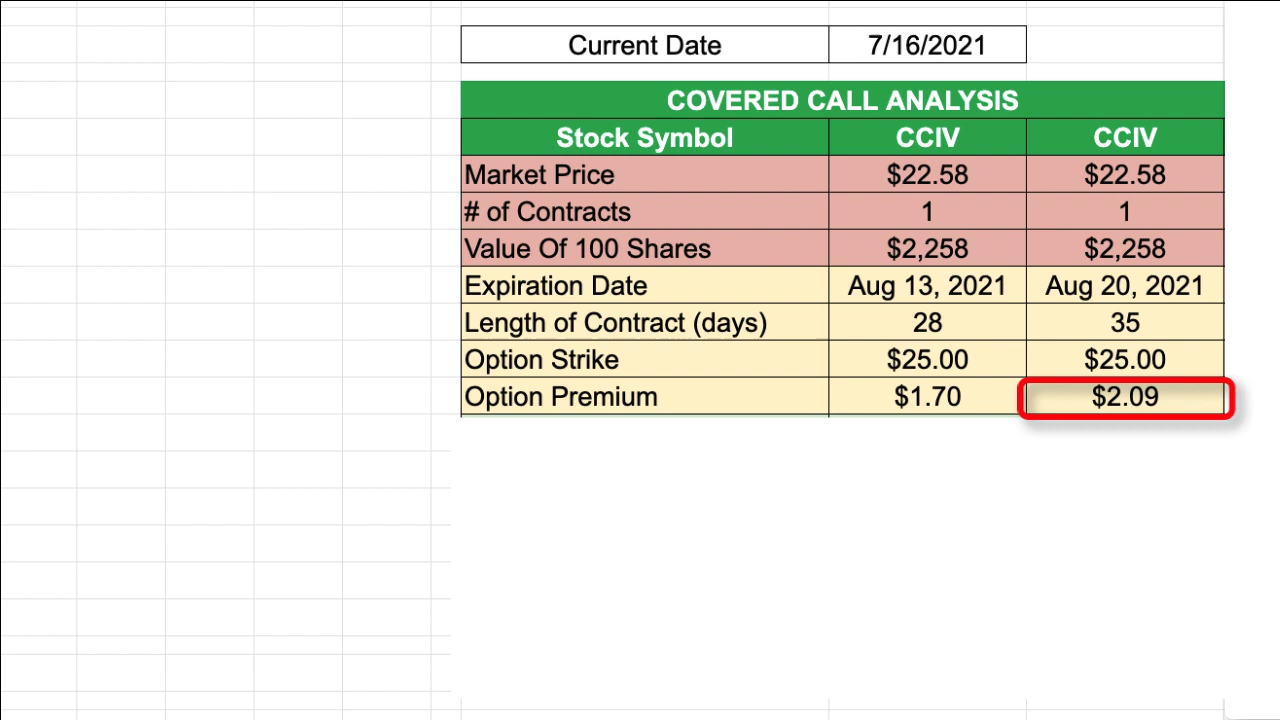 Current Date 7/16/2021
COVERED CALL ANALYSIS
Stock Symbol CCIV CCIV
Market Price $22.58 $22.58
# of Contracts 1 1
Value Of 100 Shares $2,258 $2,258
Expiration Date Aug 13, 2021 Aug 20, 2021
Length of Contract (days) 28 35
Option Strike $25.00 $25.00
Option Premium $1.70 $2.09